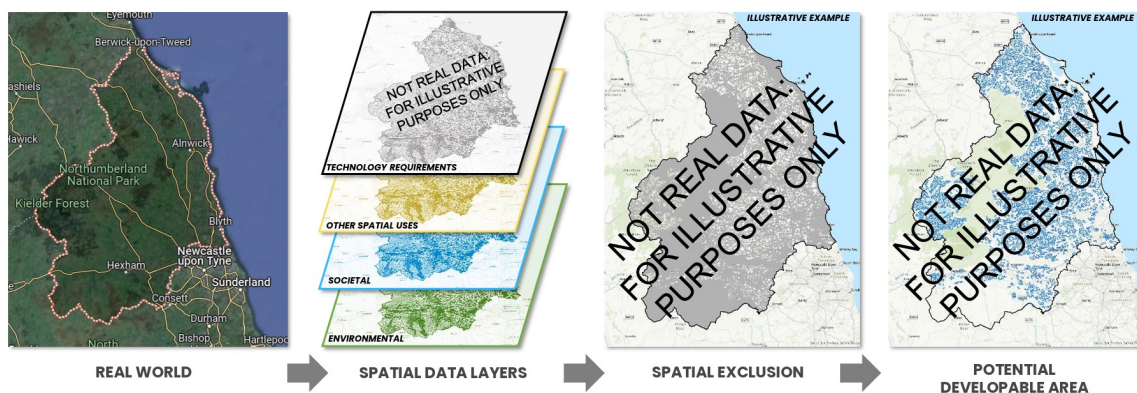 Eyemouth
Berwick-upon-Tweed
Hawick
Alnwick
Northumberland
National Park
Kielder Forest
Blyth
Newcastle
upon Tyne
Hexham
Sunderland
Consett
Durham
Bishop
North
Hartlepoo
NOT REAL DATA:
FOR ILLUSTRATIVE
PURPOSES ONLY
TECHNOLOGY REQUIREMENTS
OTHER SPATIAL USES
SOCIETAL
ENVIRONMENTAL
ILLUSTRATIVE EXAMPLE
NOT REAL DATA:
FOR ILLUSTRATIVE
PURPOSES ONLY
ILLUSTRATIVE EXAMPLE
NOT REAL DATA:
FOR ILLUSTRATIVE
PURPOSES ONLY
REAL WORLD
SPATIAL DATA LAYERS
SPATIAL EXCLUSION
POTENTIAL
DEVELOPABLE AREA